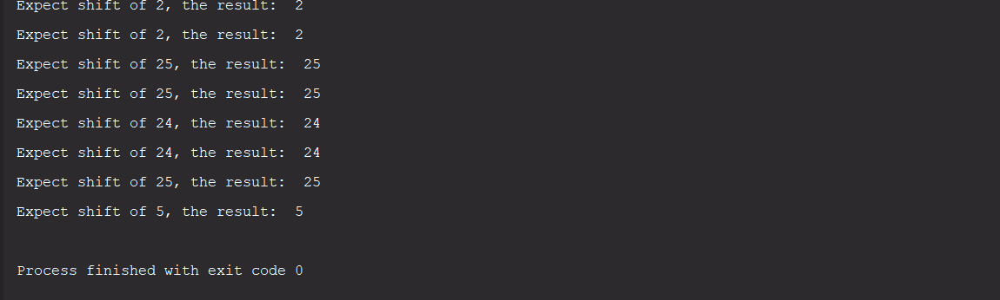 Expect shift of 2, the result:  2
Expect shift of 2, the result:  2
Expect shift of 25, the result:  25
Expect shift of 25, the result:  25
Expect shift of 24, the result:  24
Expect shift of 24, the result:  24
Expect shift of 25, the result:  25
Expect shift of 5, the result:  5
Process finished with exit code 0